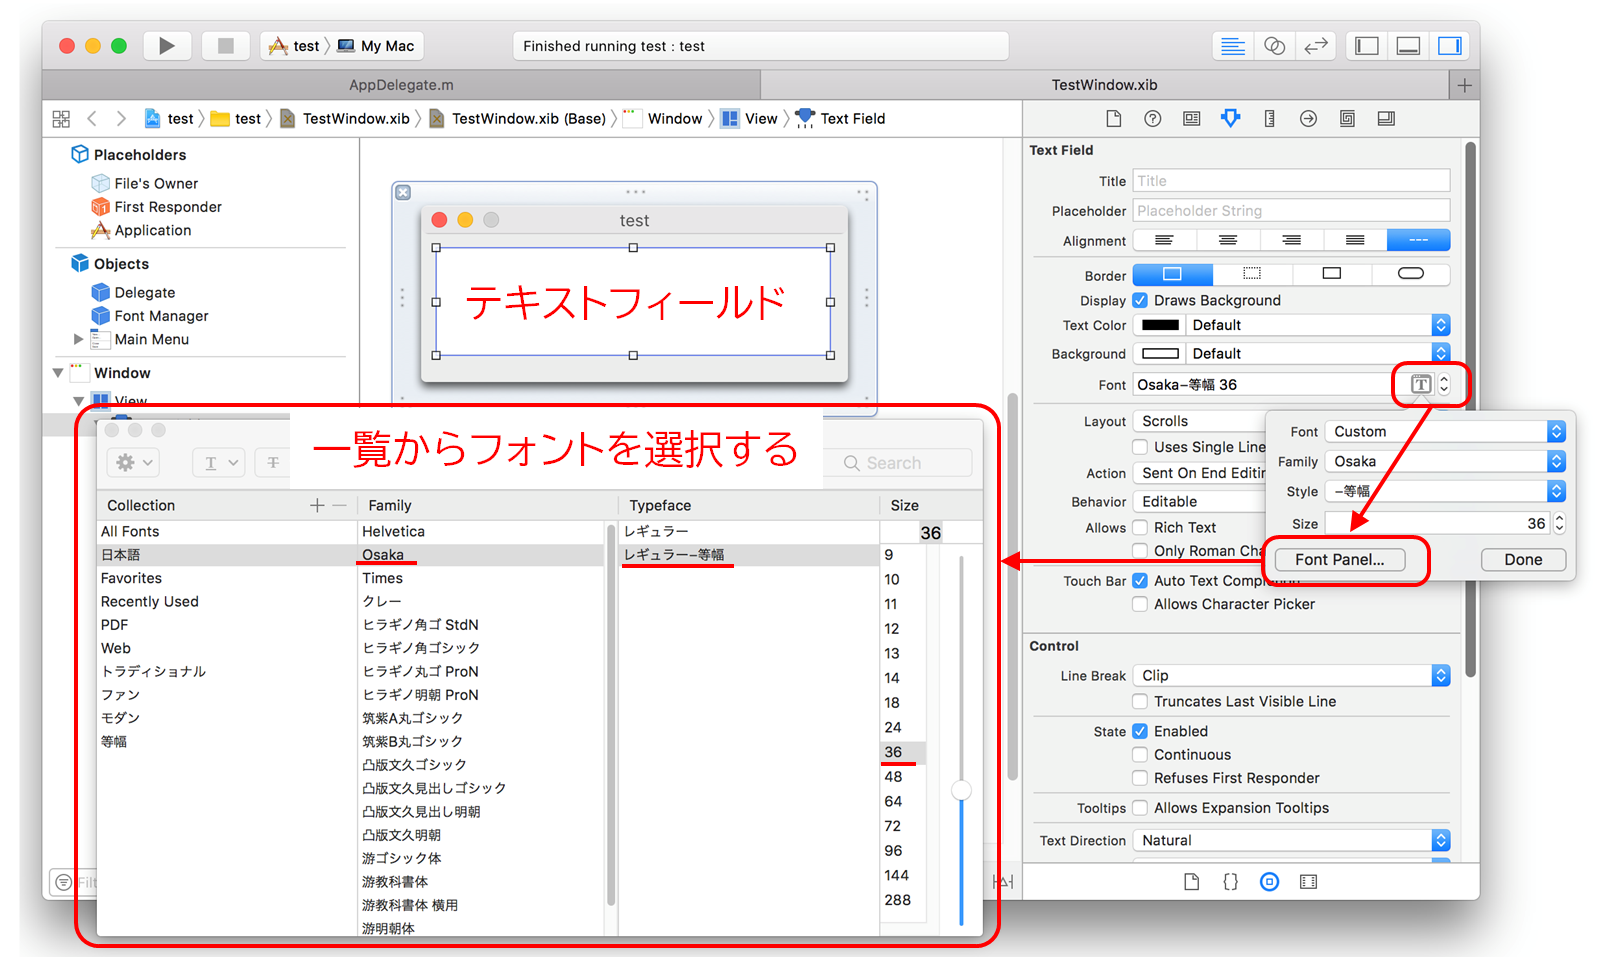 test
My Mac
Finished running test : test
AppDelegate.m
TestWindow.xib
test
test
TestWindow.xib
TestWindow.xib (Base)
Window
View
Text Field
Placeholders
File's Owner
First Responder
Application
Objects
Delegate
Font Manager
Main Menu
Window
View
test
テキストフィールド
一覧からフォントを選択する
Search
Collection
Family
Typeface
Size
All Fonts
日本語
Favorites
Recently Used
PDF
Web
トラディショナル
ファン
モダン
等幅
Helvetica
Osaka
Times
クレー
ヒラギノ角ゴ StdN
ヒラギノ角ゴシック
ヒラギノ丸ゴ ProN
ヒラギノ明朝 ProN
筑紫A丸ゴシック
筑紫B丸ゴシック
凸版文久ゴシック
凸版文久見出しゴシック
凸版文久見出し明朝
凸版文久明朝
游ゴシック体
游教科書体
游教科書体 横用
游明朝体
レギュラー
レギュラー−等幅
36
9
10
11
12
13
14
18
24
36
48
64
72
96
144
288
Text Field
Title
Title
Placeholder
Placeholder String
Alignment
Border
Display
Draws Background
Text Color
Default
Background
Default
Font
Osaka−等幅 36
Layout
Scrolls
Uses Single Line
Action
Sent On End Editin
Behavior
Editable
Allows
Rich Text
Only Roman Cha
Touch Bar
Auto Text Completion
Allows Character Picker
Font
Custom
Family
Osaka
Style
−等幅
Size
36
Font Panel...
Done
Control
Line Break
Clip
Truncates Last Visible Line
State
Enabled
Continuous
Refuses First Responder
Tooltips
Allows Expansion Tooltips
Text Direction
Natural